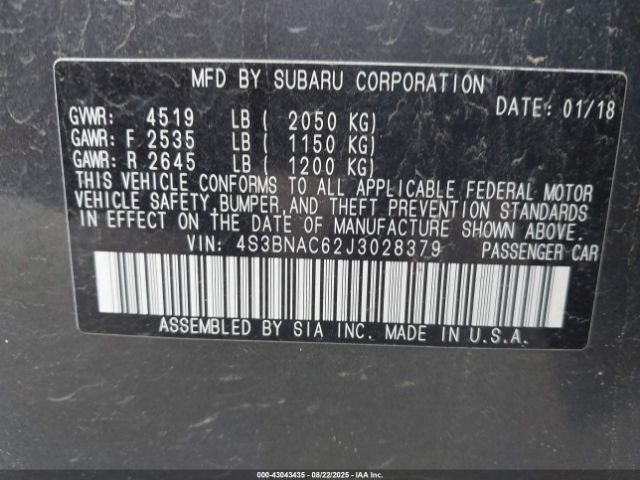 MFD BY SUBARU CORPORATION
DATE: 01/18
GVWR: 4519 LB ( 2050 KG)
GAWR: F 2535 LB ( 1150 KG)
GAWR: R 2645 LB ( 1200 KG)
THIS VEHICLE CONFORMS TO ALL APPLICABLE FEDERAL MOTOR
VEHICLE SAFETY, BUMPER, AND THEFT PREVENTION STANDARDS
IN EFFECT ON THE DATE OF MANUFACTURE SHOWN ABOVE.
VIN: 4S3BNAC62J3028379 PASSENGER CAR
ASSEMBLED BY SIA INC. MADE IN U.S.A.
000-43043435 - 08/22/2025 - IAA Inc.